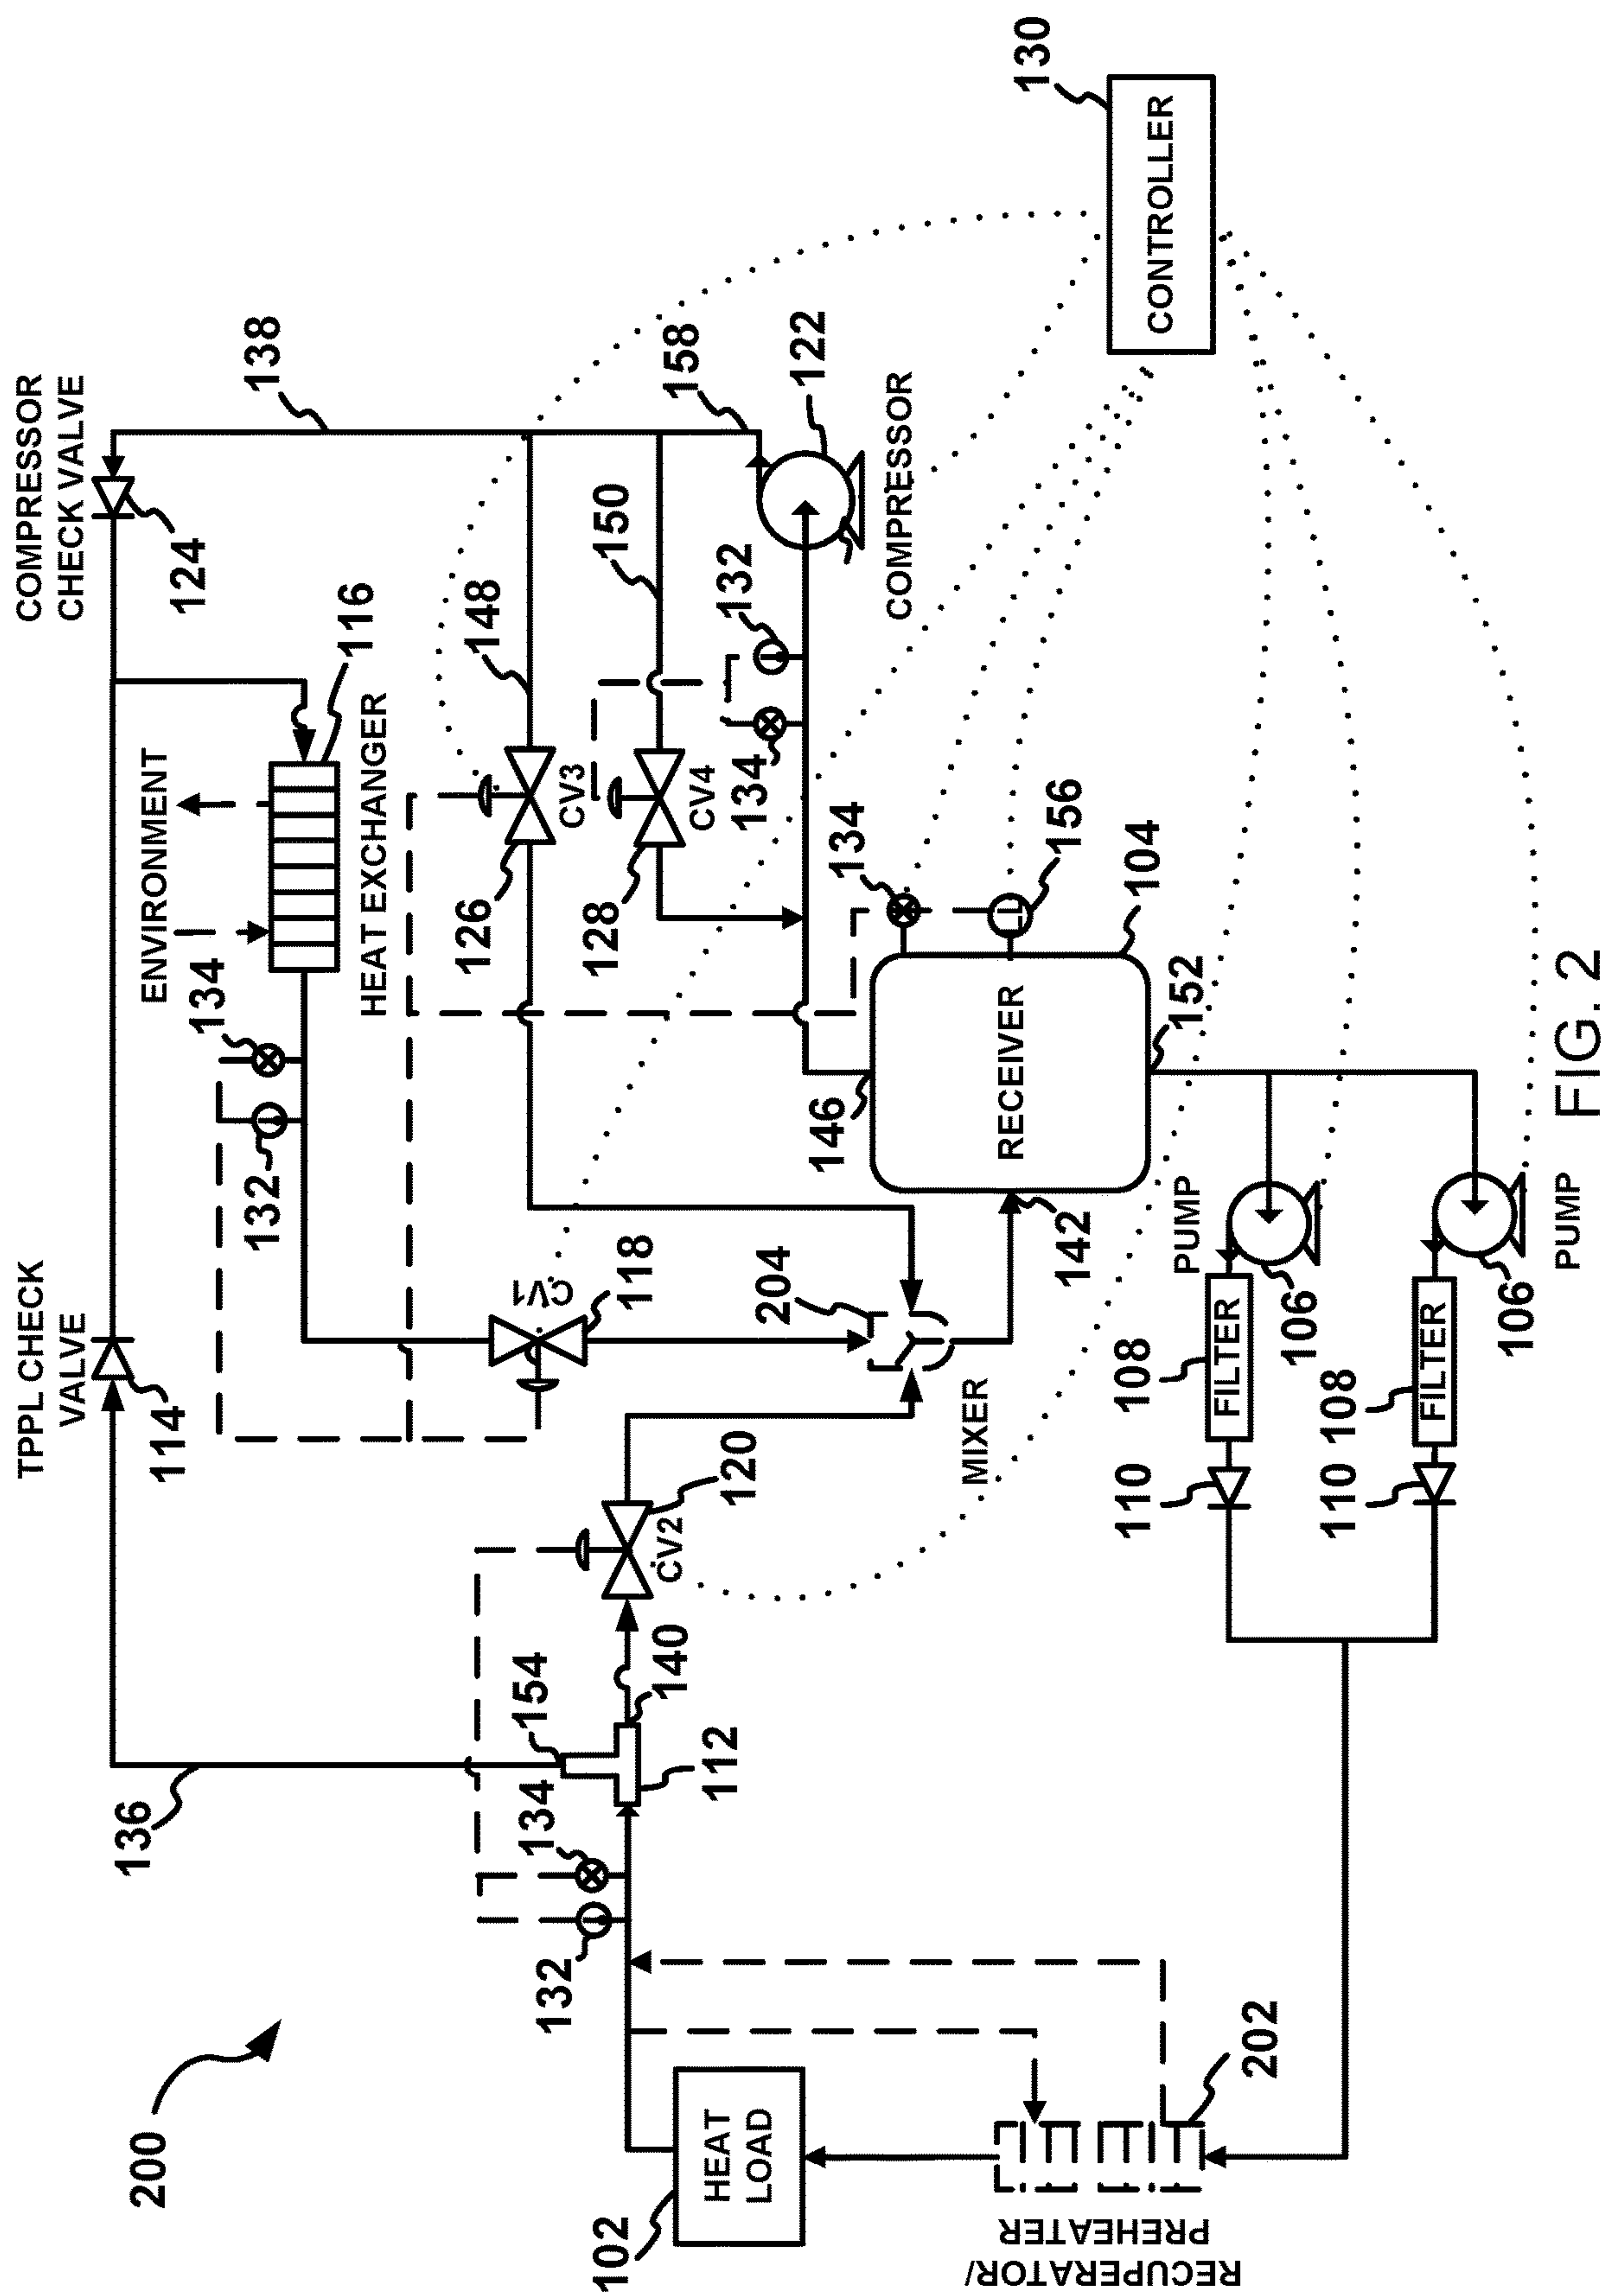 200
136
TPPL CHECK
VALVE
114
COMPRESSOR
CHECK VALVE
124
138
ENVIRONMENT
134
132
116
HEAT EXCHANGER
148
150
158
126
CV3
128
CV4
132
134
122
COMPRESSOR
130
CONTROLLER
CV1
118
204
MIXER
134
156
104
146
RECEIVER
142
152
154
140
112
CV2
120
134
132
102
HEAT
LOAD
RECUPERATOR/
PREHEATER
202
110
108
FILTER
PUMP
106
110
108
FILTER
PUMP
106
FIG. 2